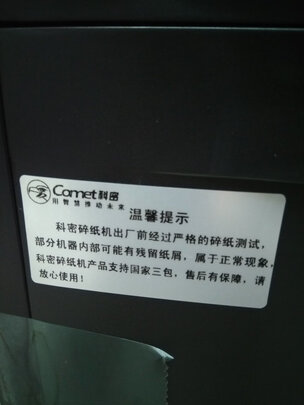 Comet科密
用智慧推动未来
温馨提示
科密碎纸机出厂前经过严格的碎纸测试，
部分机器内部可能有残留纸屑，属于正常现象，
科密碎纸机产品支持国家三包，售后有保障，请
放心使用！